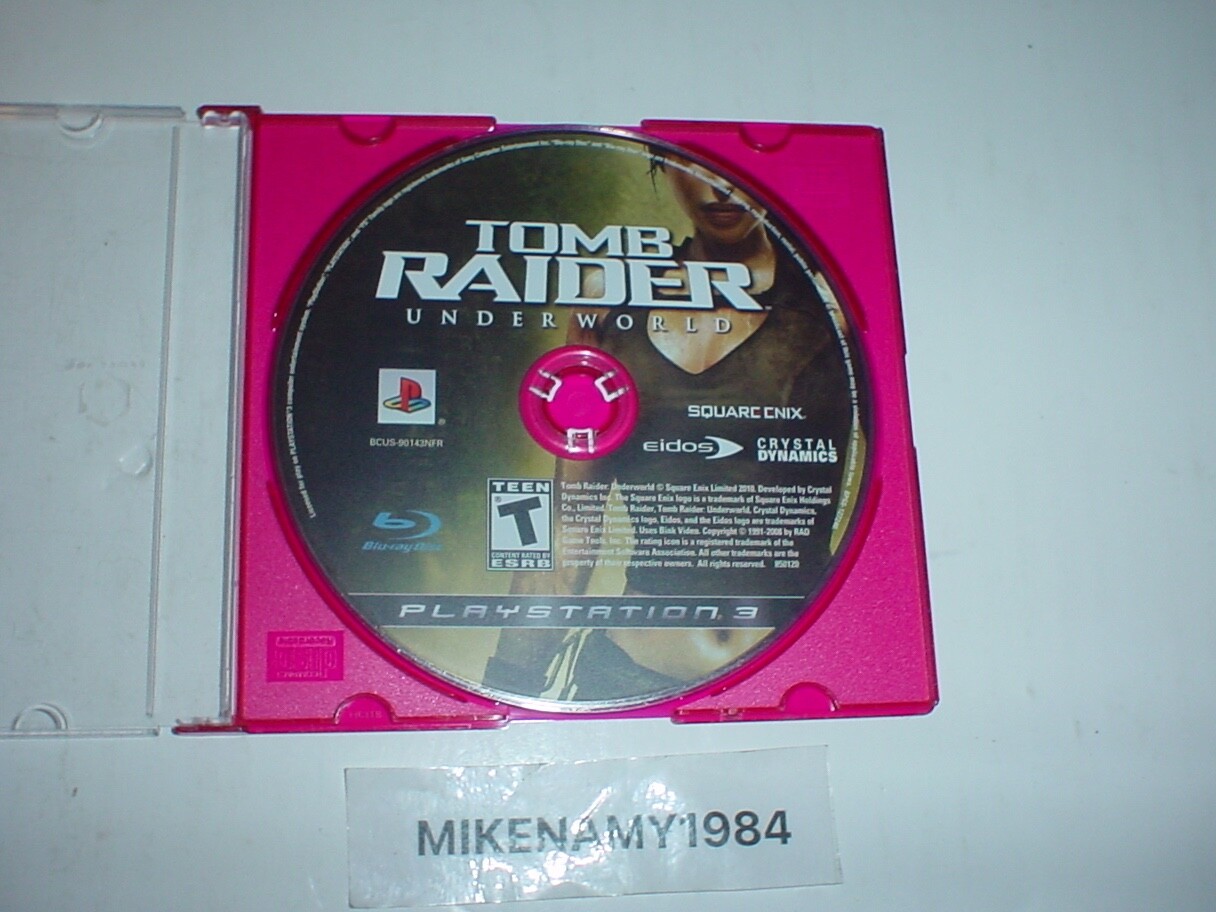 TOMB
RAIDER
UNDERWORLD
BCUS-90143NFR
SQUARE ENIX
eidos
CRYSTAL
DYNAMICS
TEEN
T
CONTENT RATED BY
ESRB
Blu-ray Disc
Tomb Raider: Underworld © Square Enix Limited 2010. Developed by Crystal
Dynamics Inc. The Square Enix logo is a trademark of Square Enix Holdings
Co., Limited. Tomb Raider, Tomb Raider: Underworld, Crystal Dynamics,
the Crystal Dynamics logo, Eidos, and the Eidos logo are trademarks of
Square Enix Limited. Uses Bink Video. Copyright © 1991-2008 by RAD
Game Tools, Inc. The rating icon is a registered trademark of the
Entertainment Software Association. All other trademarks are the
property of their respective owners. All rights reserved.
PLAYSTATION 3
MIKENAMY1984